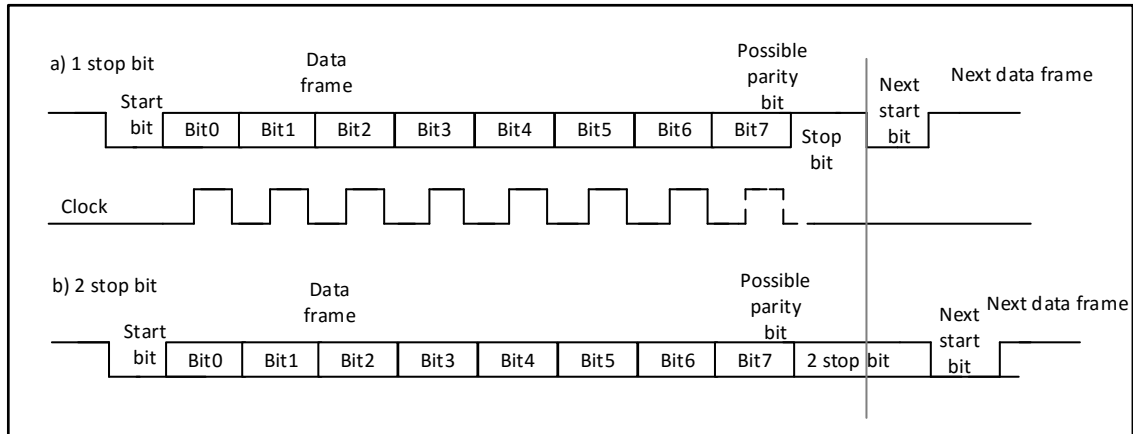 a) 1 stop bit
Data
frame
Possible
parity
bit
Next data frame
Start
bit
Next
start
bit
Bit0 Bit1 Bit2 Bit3 Bit4 Bit5 Bit6 Bit7
Stop
bit
Clock
b) 2 stop bit
Data
frame
Possible
parity
bit
Next data frame
Start
bit
Next
start
bit
Bit0 Bit1 Bit2 Bit3 Bit4 Bit5 Bit6 Bit7 2 stop bit